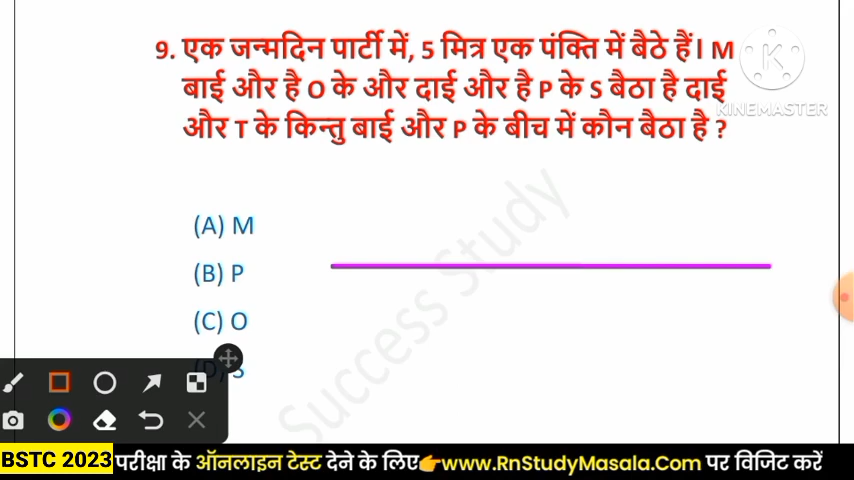 9. एक जन्मदिन पार्टी में, 5 मित्र एक पंक्ति में बैठे हैं। M
बाई और है O के और दाई और है P के S बैठा है दाई
और T के किन्तु बाई और P के बीच में कौन बैठा है ?
KINEMASTER
(A) M
(B) P
(C) O
(D) S
Success Study
BSTC 2023 परीक्षा के ऑनलाइन टेस्ट देने के लिए👉www.RnStudyMasala.Com पर विजिट करें